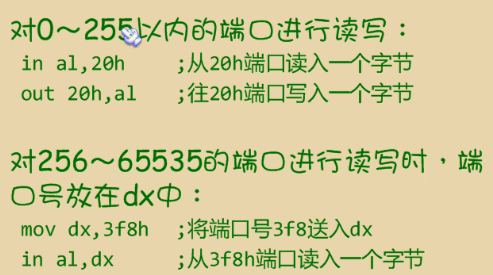 对0～255以内的端口进行读写：
in al,20h ;从20h端口读入一个字节
out 20h,al ;往20h端口写入一个字节
对256～65535的端口进行读写时，端
口号放在dx中：
mov dx,3f8h ;将端口号3f8送入dx
in al,dx ;从3f8h端口读入一个字节